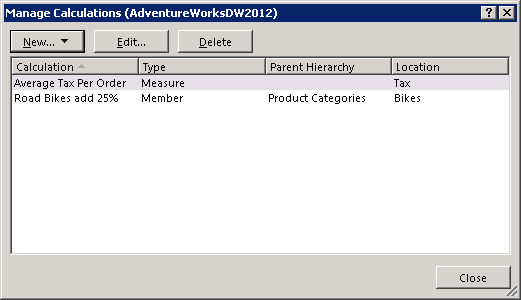 Manage Calculations (AdventureWorksDW2012) ? X
New... Edit... Delete
Calculation Type Parent Hierarchy Location
Average Tax Per Order Measure Tax
Road Bikes add 25% Member Product Categories Bikes
Close